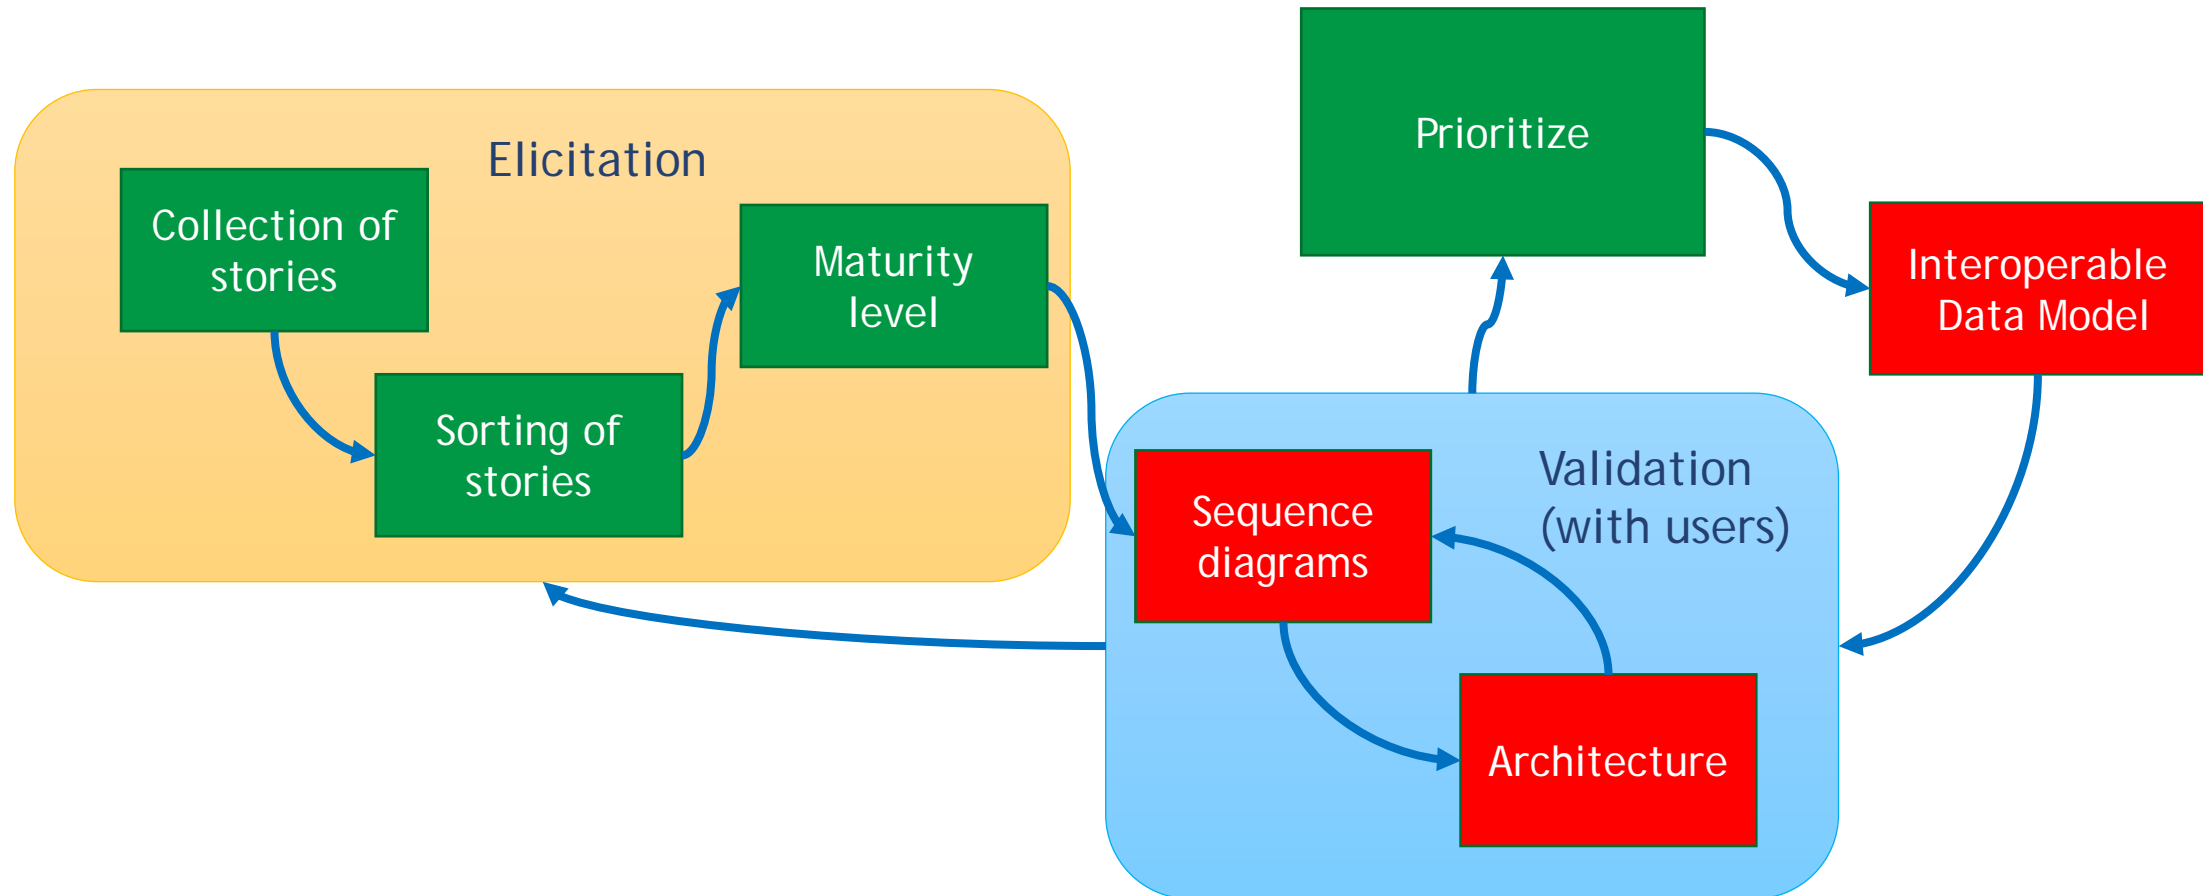 Elicitation
Collection of
stories
Sorting of
stories
Maturity
level
Prioritize
Interoperable
Data Model
Validation
(with users)
Sequence
diagrams
Architecture